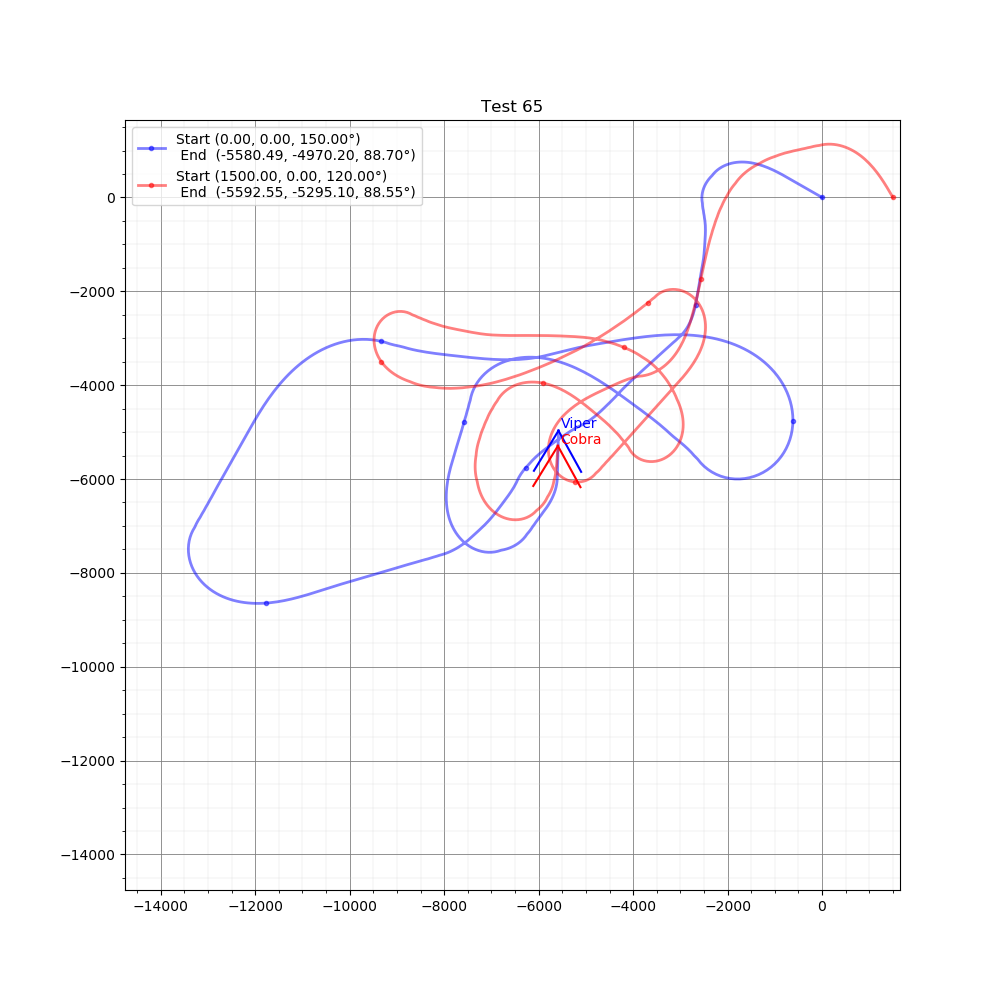 Test 65
Start (0.00, 0.00, 150.00°)
End  (-5580.49, -4970.20, 88.70°)
Start (1500.00, 0.00, 120.00°)
End  (-5592.55, -5295.10, 88.55°)
0
−2000
−4000
−6000
−8000
−10000
−12000
−14000
Viper
Cobra
−14000 −12000 −10000 −8000 −6000 −4000 −2000 0